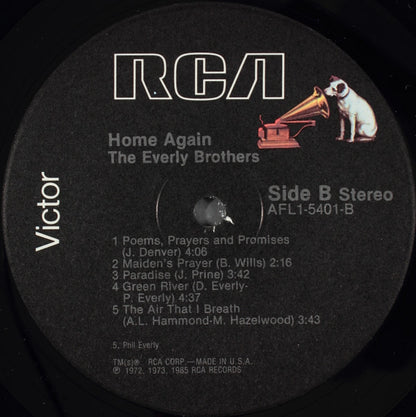 RCA
Home Again
The Everly Brothers
Victor
Side B Stereo
AFL1-5401-B
1 Poems, Prayers and Promises
(J. Denver) 4:06
2 Maiden's Prayer (B. Wills) 2:16
3 Paradise (J. Prine) 3:42
4 Green River (D. Everly-
P. Everly) 4:37
5 The Air That I Breath
(A.L. Hammond-M. Hazelwood) 3:43
5. Phil Everly
TM(s)® RCA CORP.—MADE IN U.S.A.
℗ 1972, 1973, 1985 RCA RECORDS